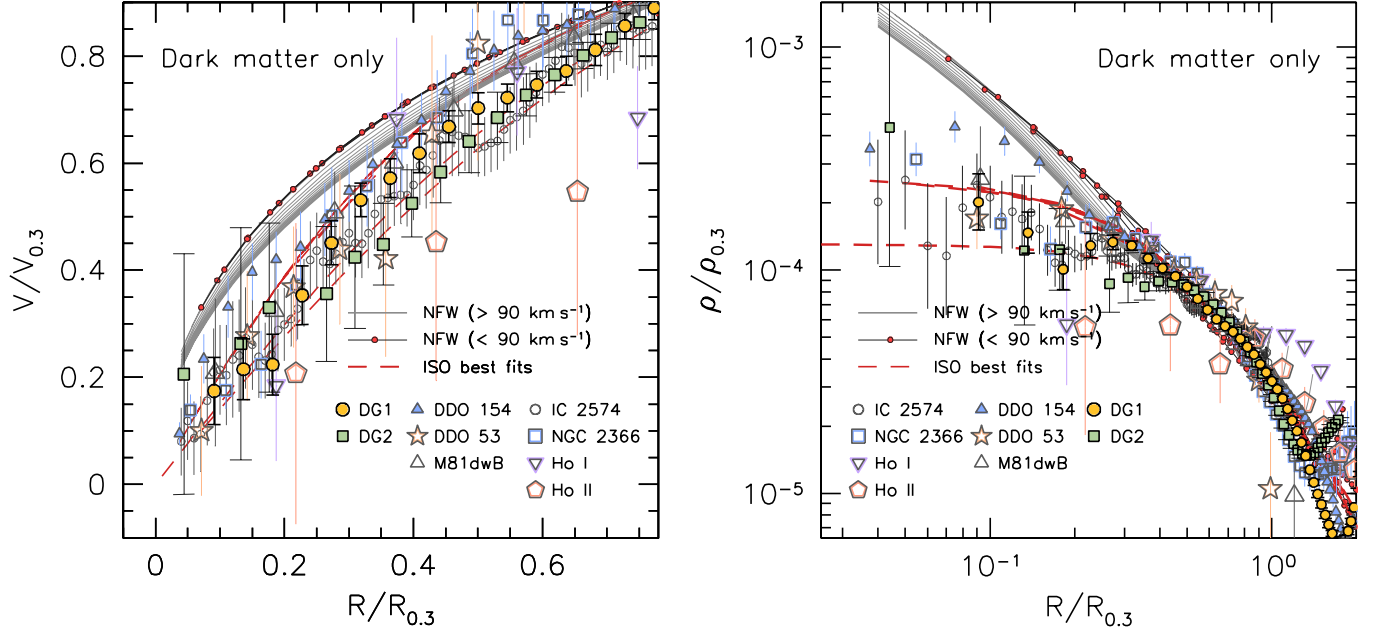 Dark matter only
0.8
0.6
0.4
0.2
0
V/V0.3
NFW (> 90 km s⁻¹)
NFW (< 90 km s⁻¹)
ISO best fits
DG1
DDO 154
IC 2574
DG2
DDO 53
NGC 2366
M81dwB
Ho I
Ho II
0
0.2
0.4
0.6
R/R0.3
Dark matter only
10⁻³
10⁻⁴
10⁻⁵
ρ/ρ0.3
NFW (> 90 km s⁻¹)
NFW (< 90 km s⁻¹)
ISO best fits
IC 2574
DDO 154
DG1
NGC 2366
DDO 53
DG2
Ho I
M81dwB
Ho II
10⁻¹
10⁰
R/R0.3